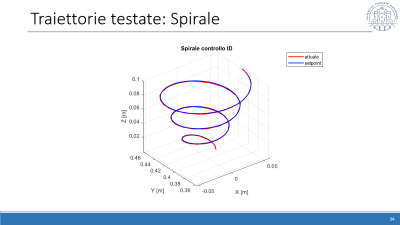 Traiettorie testate: Spirale
Spirale controllo ID
attuale
setpoint
0.1
0.08
0.06
0.04
0.02
Z [m]
0.46
0.44
0.42
0.4
0.38
0.36
Y [m]
-0.05
0
0.05
X [m]
34